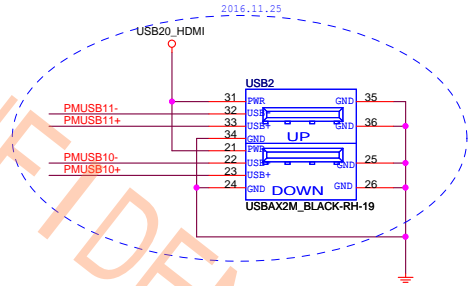 2016.11.25
USB20_HDMI
USB2
31 PWR GND 35
PMUSB11- 32 USB-
PMUSB11+ 33 USB+ GND 36
34 GND UP
21 PWR
PMUSB10- 22 USB- GND 25
PMUSB10+ 23 USB+
24 GND DOWN GND 26
USBAX2M_BLACK-RH-19
FIDEN